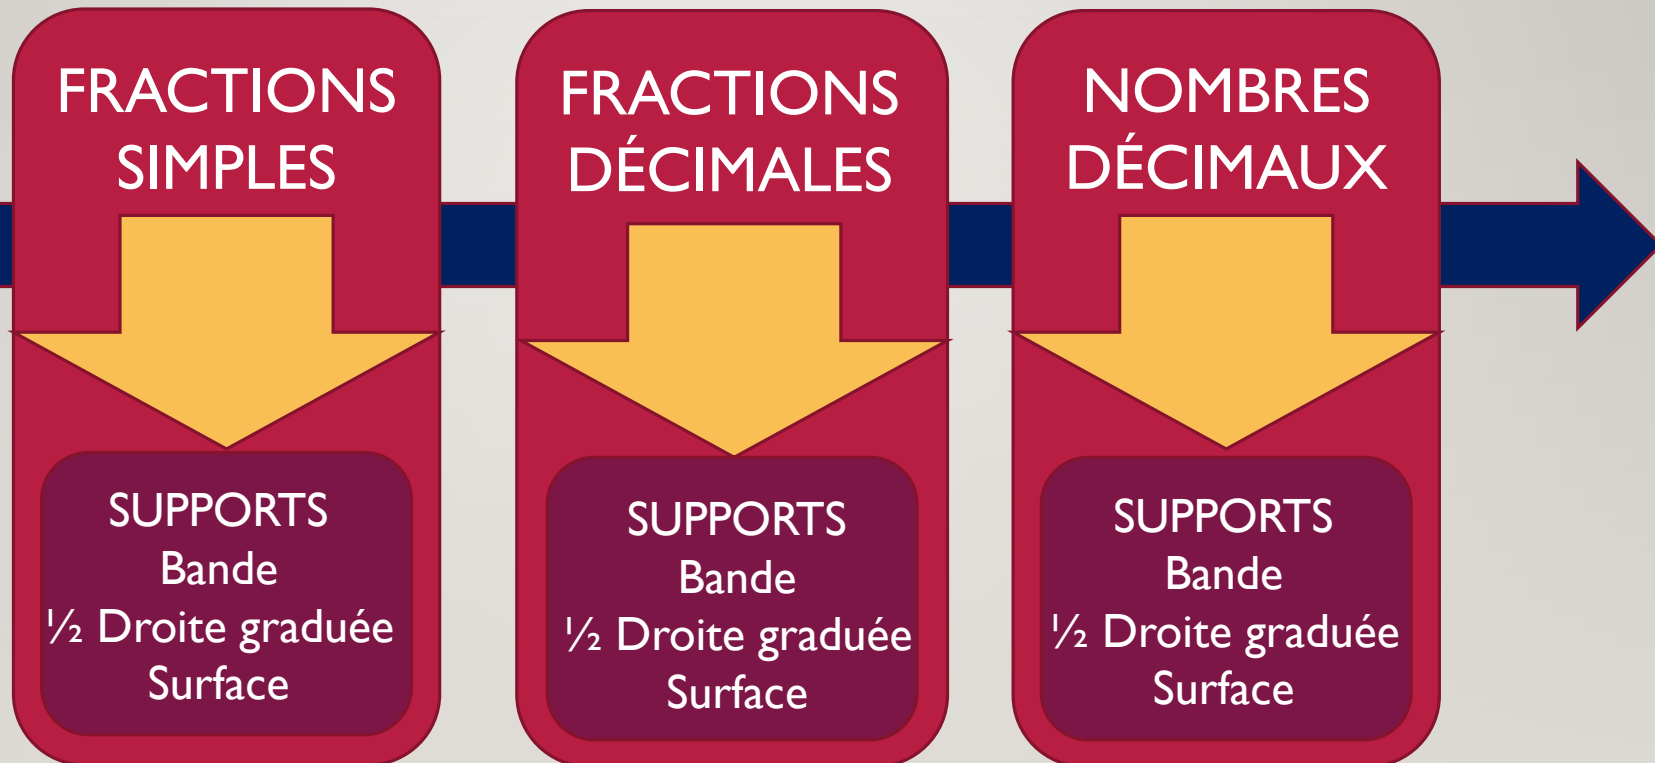 FRACTIONS
SIMPLES
SUPPORTS
Bande
½ Droite graduée
Surface
FRACTIONS
DÉCIMALES
SUPPORTS
Bande
½ Droite graduée
Surface
NOMBRES
DÉCIMAUX
SUPPORTS
Bande
½ Droite graduée
Surface